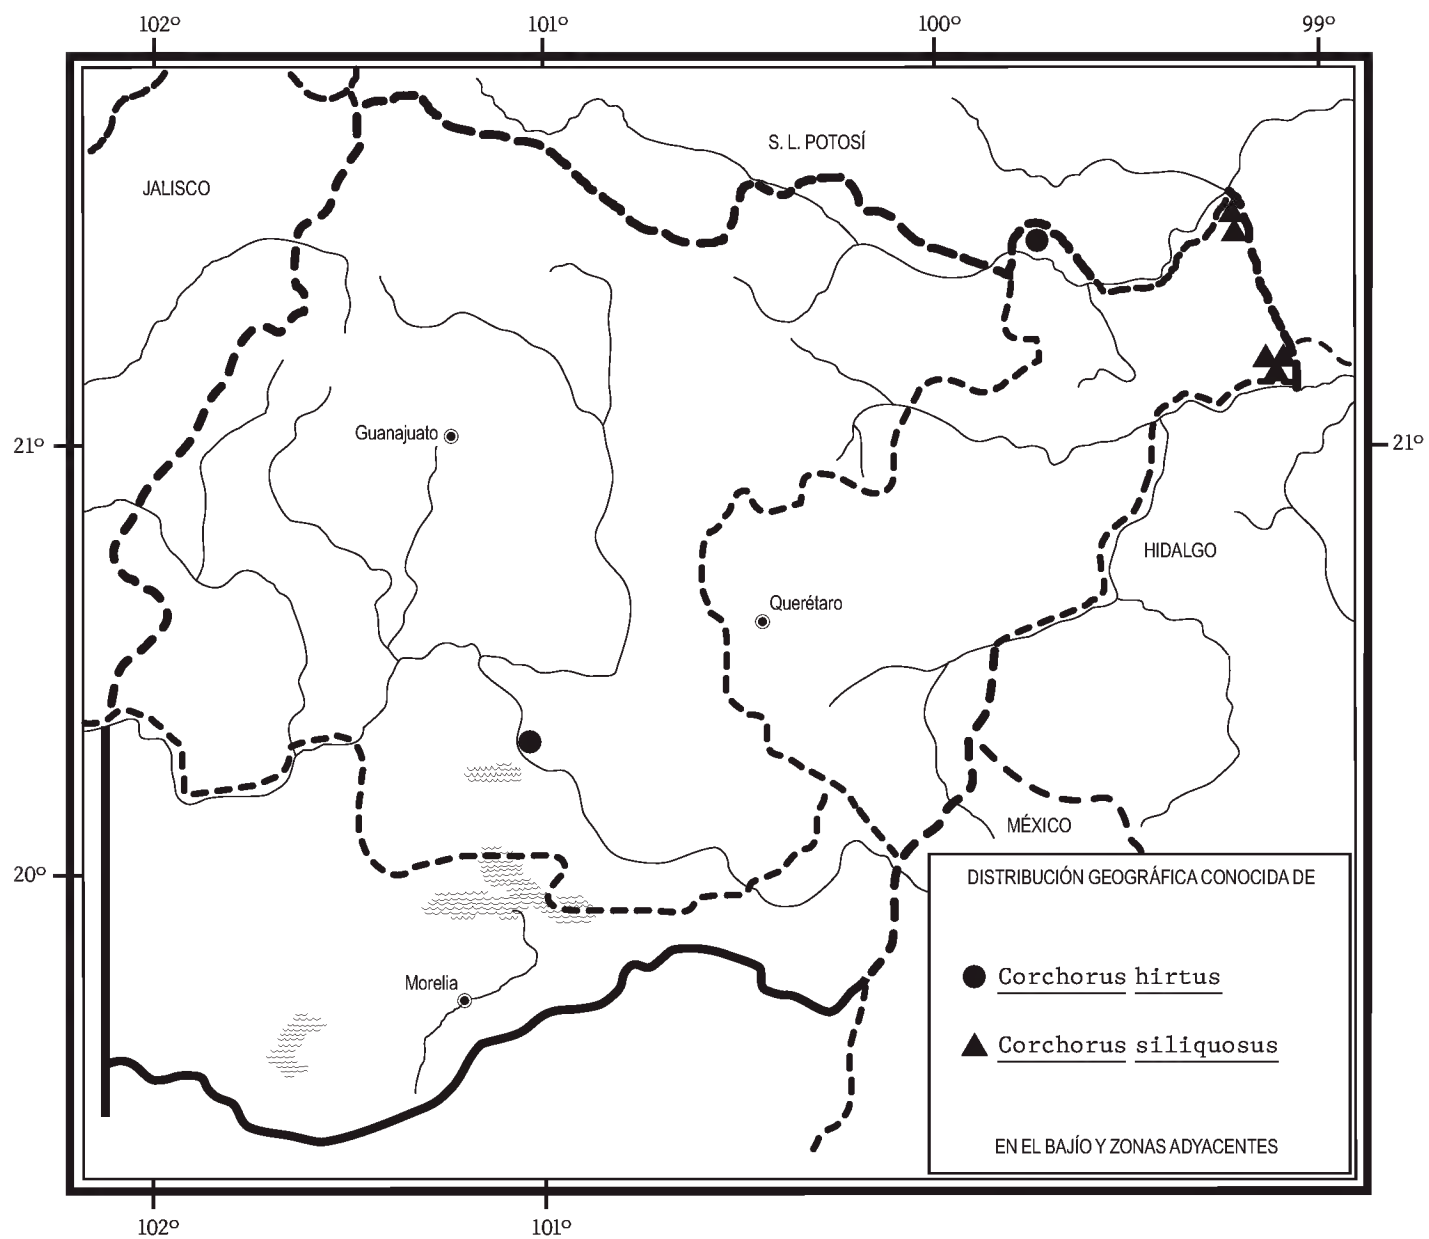 102º 101º 100º 99º
S. L. POTOSÍ
JALISCO
Guanajuato
21º 21º
HIDALGO
Querétaro
MÉXICO
20º
DISTRIBUCIÓN GEOGRÁFICA CONOCIDA DE
Corchorus hirtus
Morelia
Corchorus siliquosus
EN EL BAJÍO Y ZONAS ADYACENTES
102º 101º